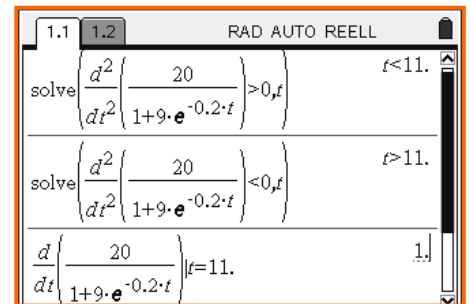 1.1 1.2 RAD AUTO REELL
solve(d²/dt²(20/(1+9·e^(-0.2·t)))>0,t) t<11.
solve(d²/dt²(20/(1+9·e^(-0.2·t)))<0,t) t>11.
d/dt(20/(1+9·e^(-0.2·t)))|t=11. 1.